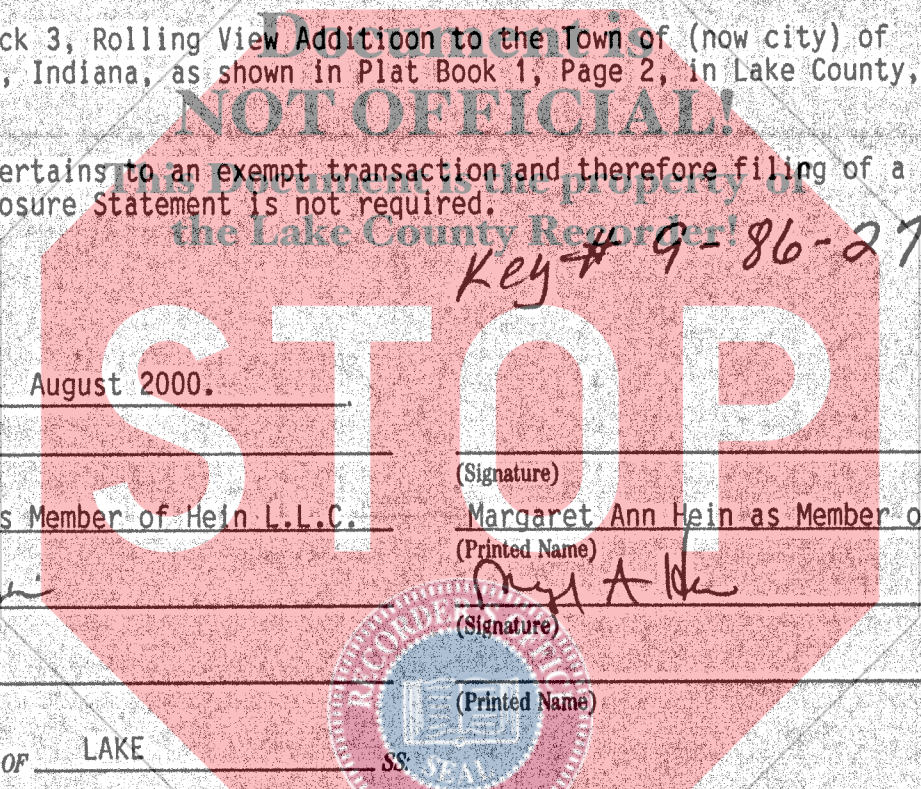 ck 3, Rolling View Additioon to the Town of (now city) of
Document is
, Indiana, as shown in Plat Book 1, Page 2, in Lake County,
NOT OFFICIAL!
ertains to an exempt transaction and therefore filing of a
This Document is the property of
osure Statement is not required.
the Lake County Recorder!
Key # 9-86-27
STOP
August 2000.
(Signature)
s Member of Hein L.L.C. Margaret Ann Hein as Member o
(Printed Name)
A
(Signature)
RECORDER'S OFFICE
(Printed Name)
OF LAKE SS:
SEAL